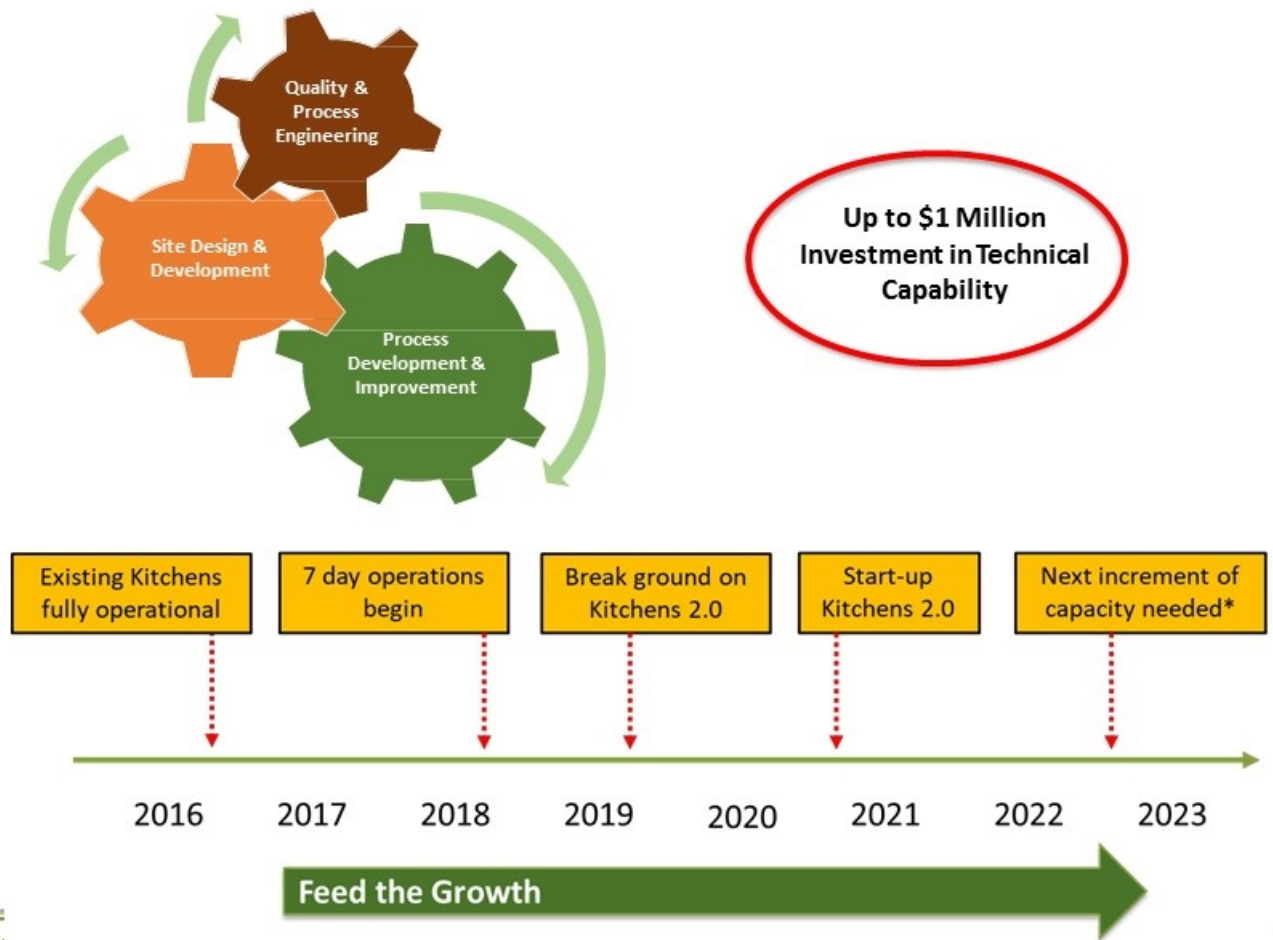 Quality &
Process
Engineering
Site Design &
Development
Process
Development &
Improvement
Up to $1 Million
Investment in Technical
Capability
Existing Kitchens
fully operational
7 day operations
begin
Break ground on
Kitchens 2.0
Start-up
Kitchens 2.0
Next increment of
capacity needed*
2016 2017 2018 2019 2020 2021 2022 2023
Feed the Growth